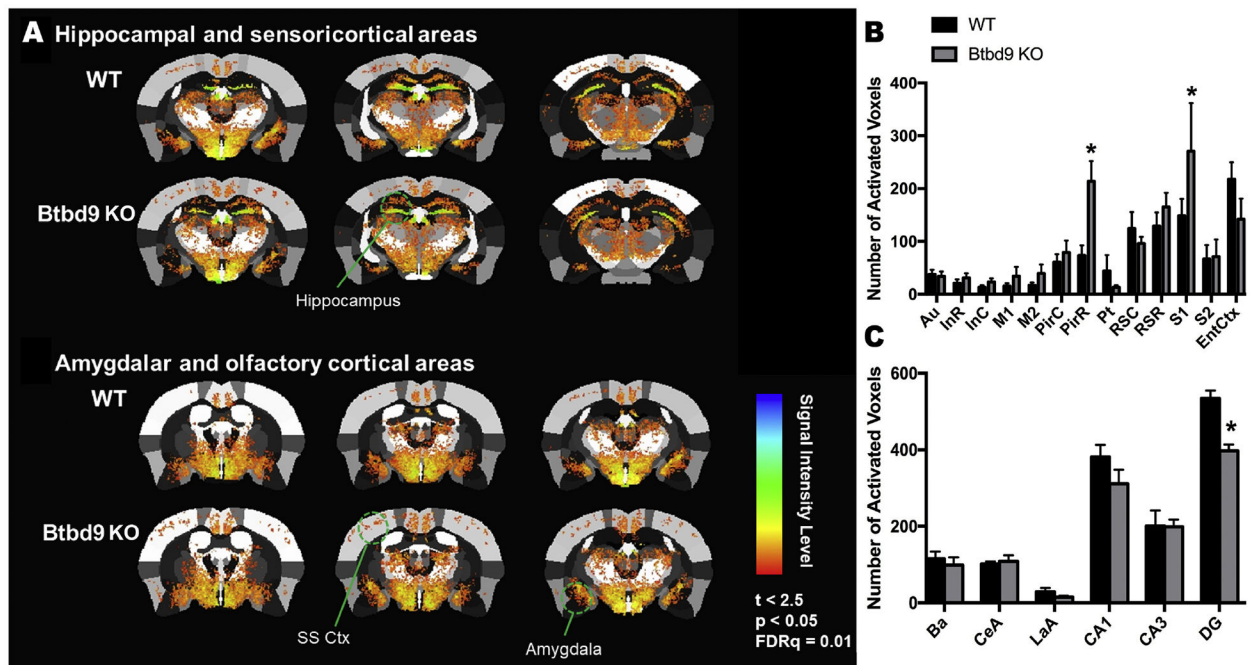 A Hippocampal and sensoricortical areas
WT
Btbd9 KO
Hippocampus
Amygdalar and olfactory cortical areas
WT
Btbd9 KO
SS Ctx
Amygdala
Signal Intensity Level
t < 2.5
p < 0.05
FDRq = 0.01
B
WT
Btbd9 KO
Number of Activated Voxels
400
300
200
100
0
*
*
Au InR InC M1 M2 PirC PirR Pt RSC RSR S1 S2 EntCtx
C
Number of Activated Voxels
600
400
200
0
*
Ba CeA LaA CA1 CA3 DG